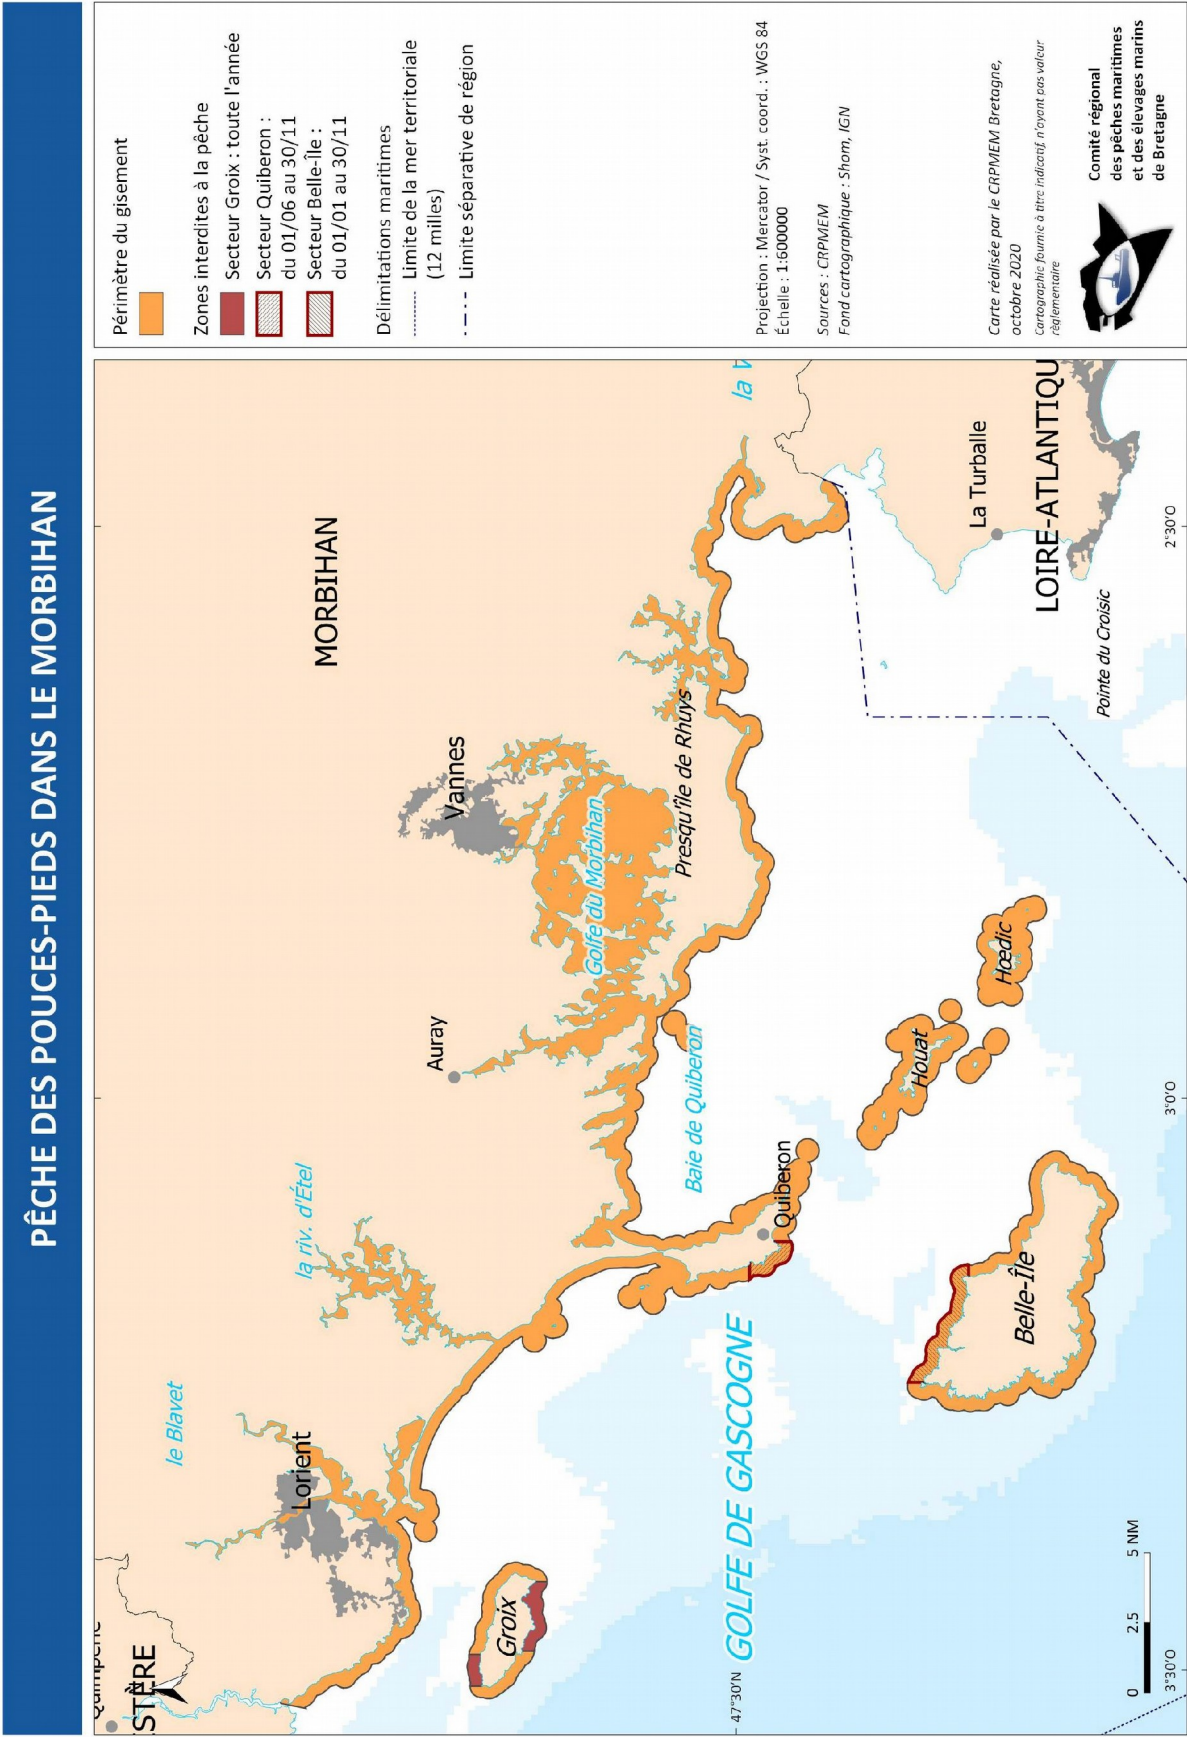 PÊCHE DES POUCES-PIEDS DANS LE MORBIHAN
Périmètre du gisement
Zones interdites à la pêche
Secteur Groix : toute l'année
Secteur Quiberon :
du 01/06 au 30/11
Secteur Belle-Île :
du 01/01 au 30/11
Délimitations maritimes
Limite de la mer territoriale
(12 milles)
Limite séparative de région
Projection : Mercator / Syst. coord. : WGS 84
Échelle : 1:600000
Sources : CRPMEM
Fond cartographique : Shom, IGN
Carte réalisée par le CRPMEM Bretagne,
octobre 2020
Cartographie fournie à titre indicatif, n'ayant pas valeur
règlementaire
Comité régional
des pêches maritimes
et des élevages marins
de Bretagne
STÈRE
le Blavet
Lorient
la riv. d'Étel
MORBIHAN
Auray
Vannes
Groix
Golfe du Morbihan
Presqu'île de Rhuys
Baie de Quiberon
Quiberon
la V
47°30'N
GOLFE DE GASCOGNE
Houat
Hœdic
Belle-Île
La Turballe
LOIRE-ATLANTIQU
Pointe du Croisic
0 2.5 5 NM
3°30'O
3°0'O
2°30'O